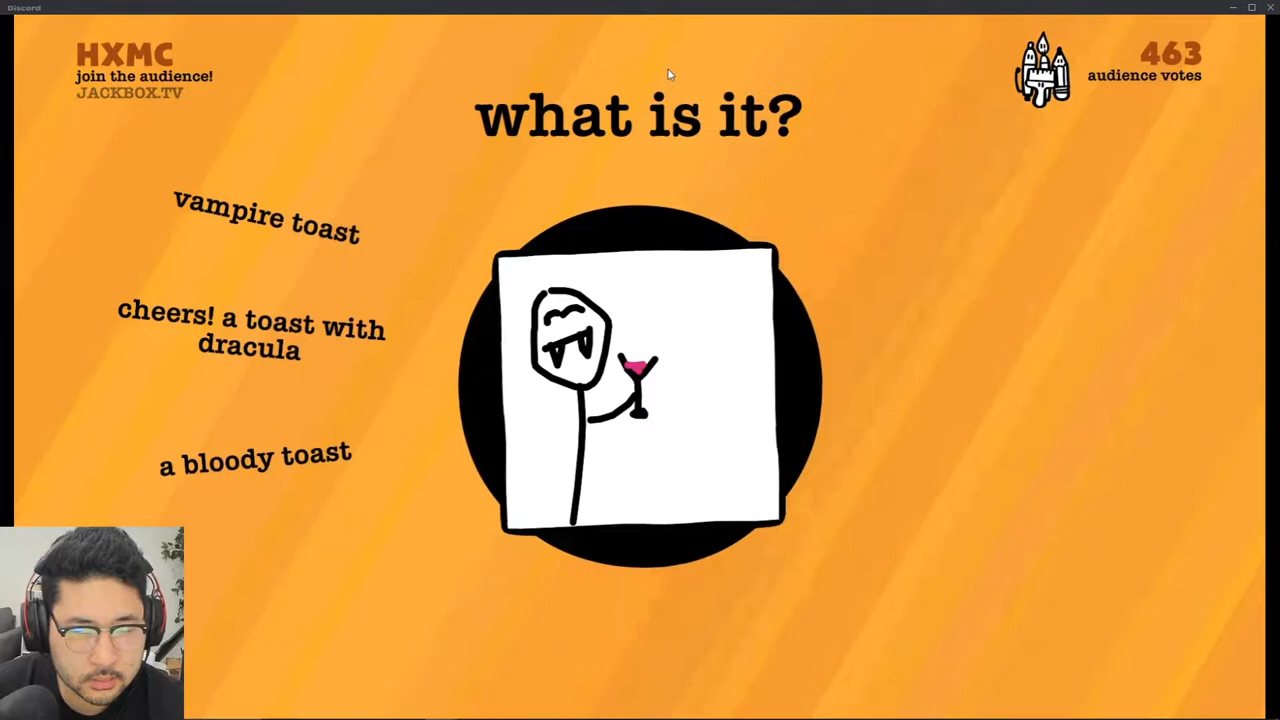 Discord
HXMC
join the audience!
JACKBOX.TV
463
audience votes
what is it?
vampire toast
cheers! a toast with
dracula
a bloody toast